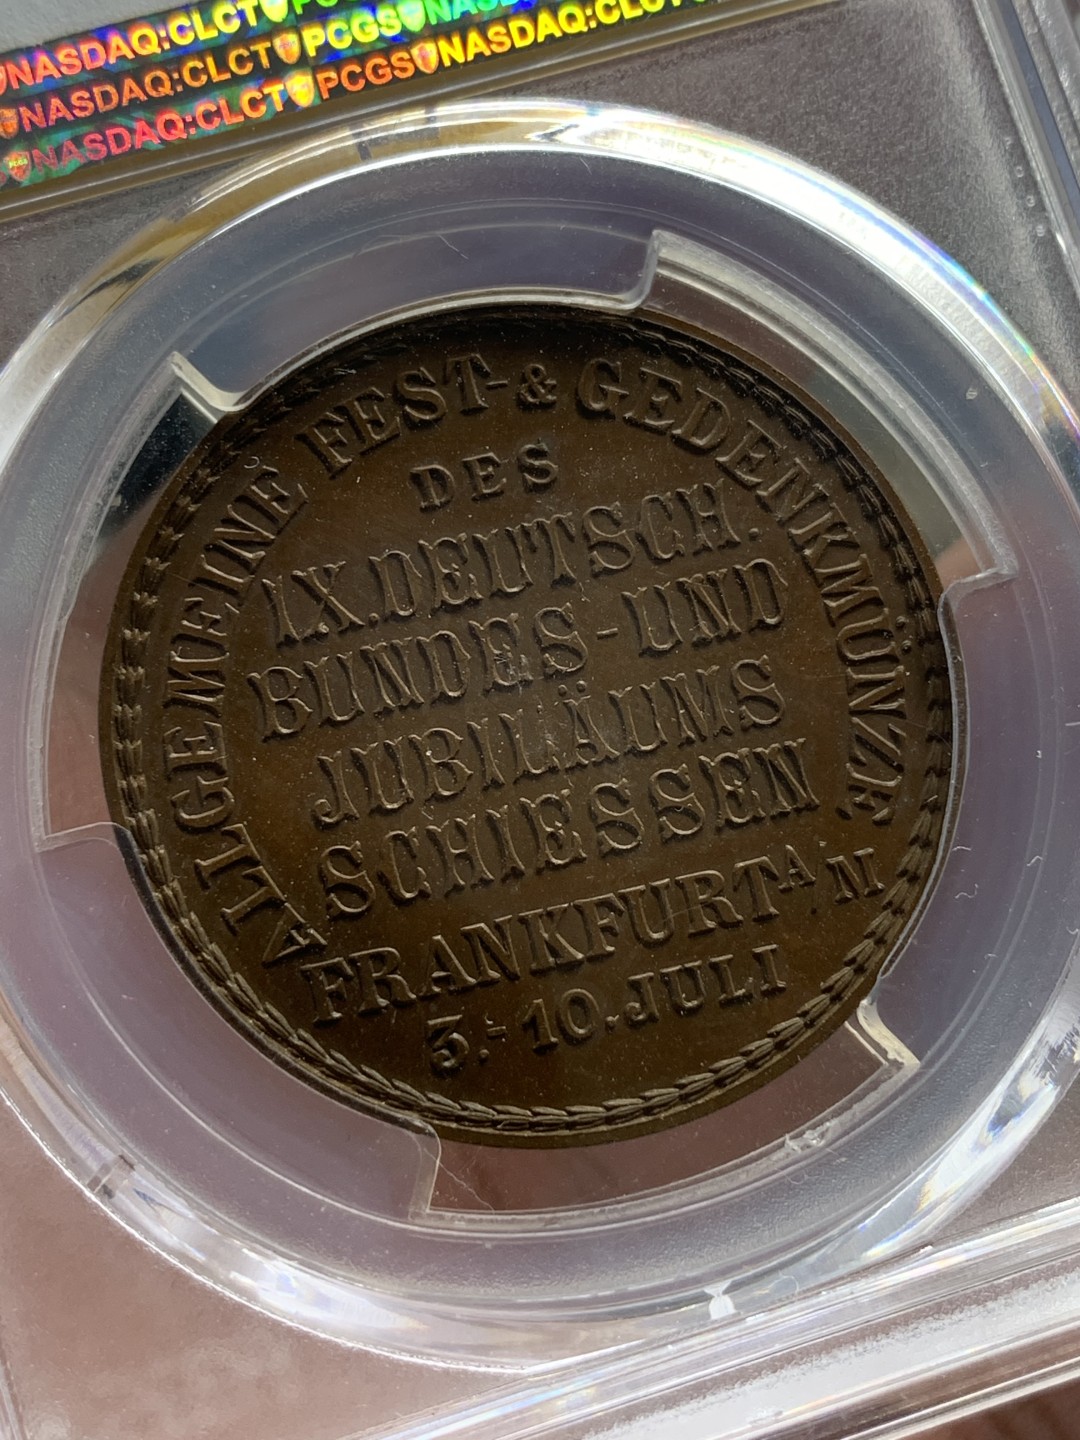 NASDAQ:CLCT PCGS NASDAQ
NASDAQ:CLCT PCGS NASDAQ:CLCT
NASDAQ:CLCT PCGS NASDAQ:CLCT
ALLGEMEINE FEST- & GEDENKMÜNZE
DES
IX. DEUTSCH.
BUNDES-UND
JUBILÄUMS
SCHIESSEN
FRANKFURT A/M
3.-10. JULI